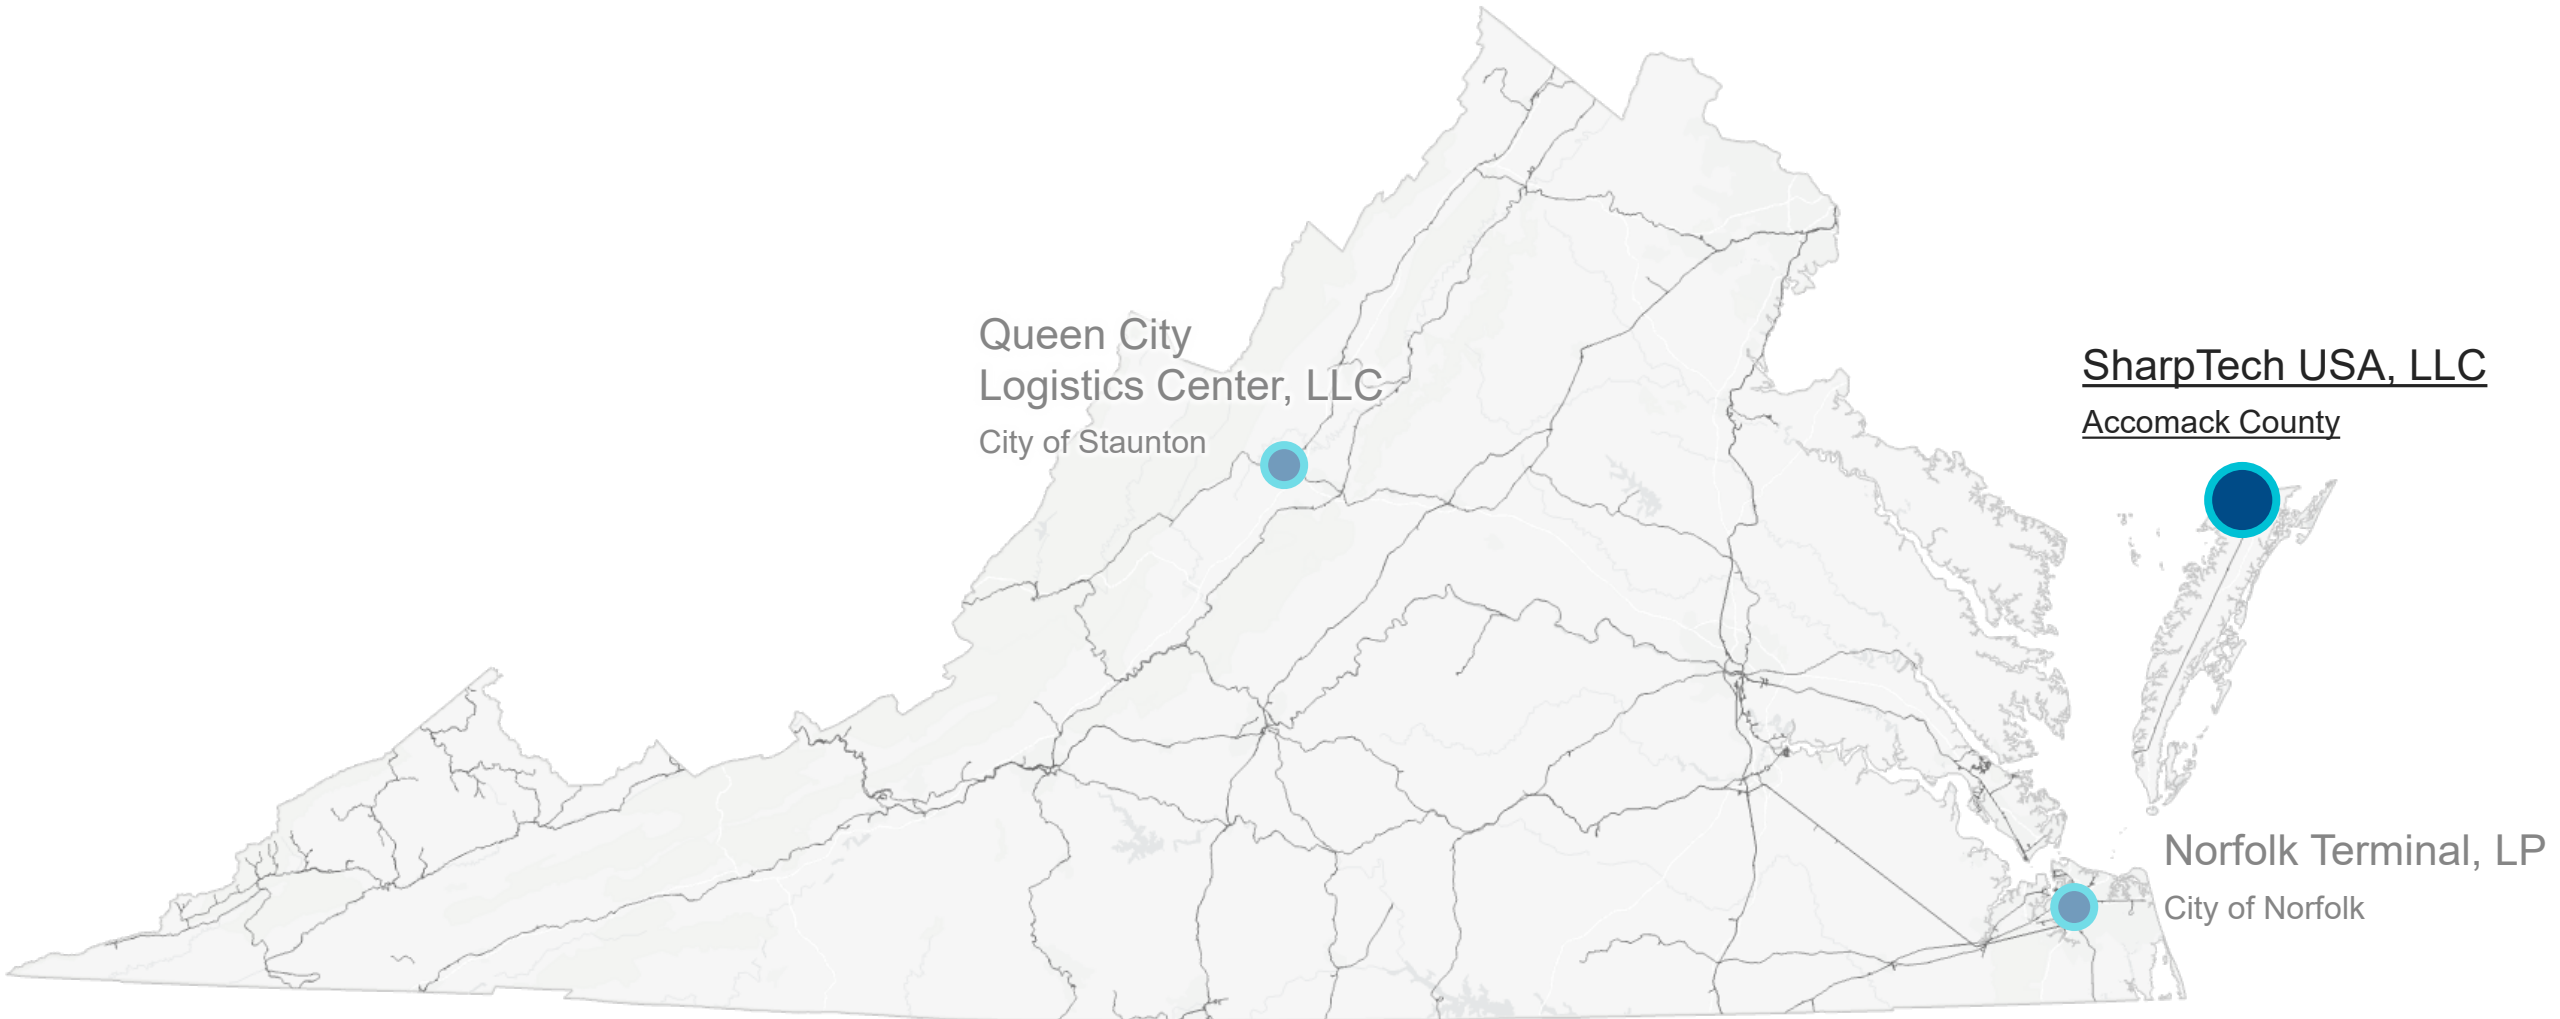 Queen City
Logistics Center, LLC
City of Staunton
SharpTech USA, LLC
Accomack County
Norfolk Terminal, LP
City of Norfolk